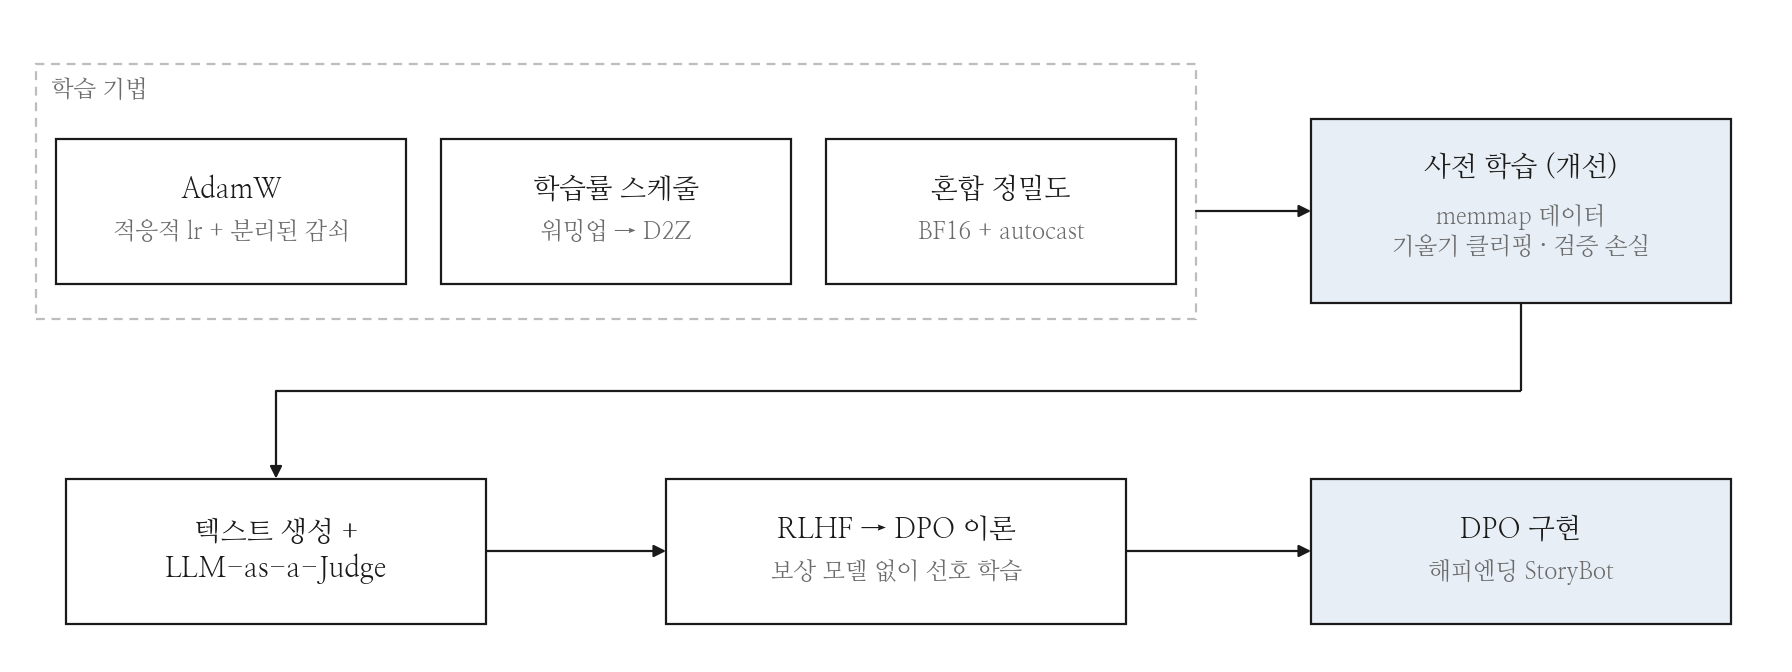 학습 기법
AdamW
적응적 lr + 분리된 감쇠
학습률 스케줄
워밍업 → D2Z
혼합 정밀도
BF16 + autocast
사전 학습 (개선)
memmap 데이터
기울기 클리핑 · 검증 손실
텍스트 생성 +
LLM-as-a-Judge
RLHF → DPO 이론
보상 모델 없이 선호 학습
DPO 구현
해피엔딩 StoryBot